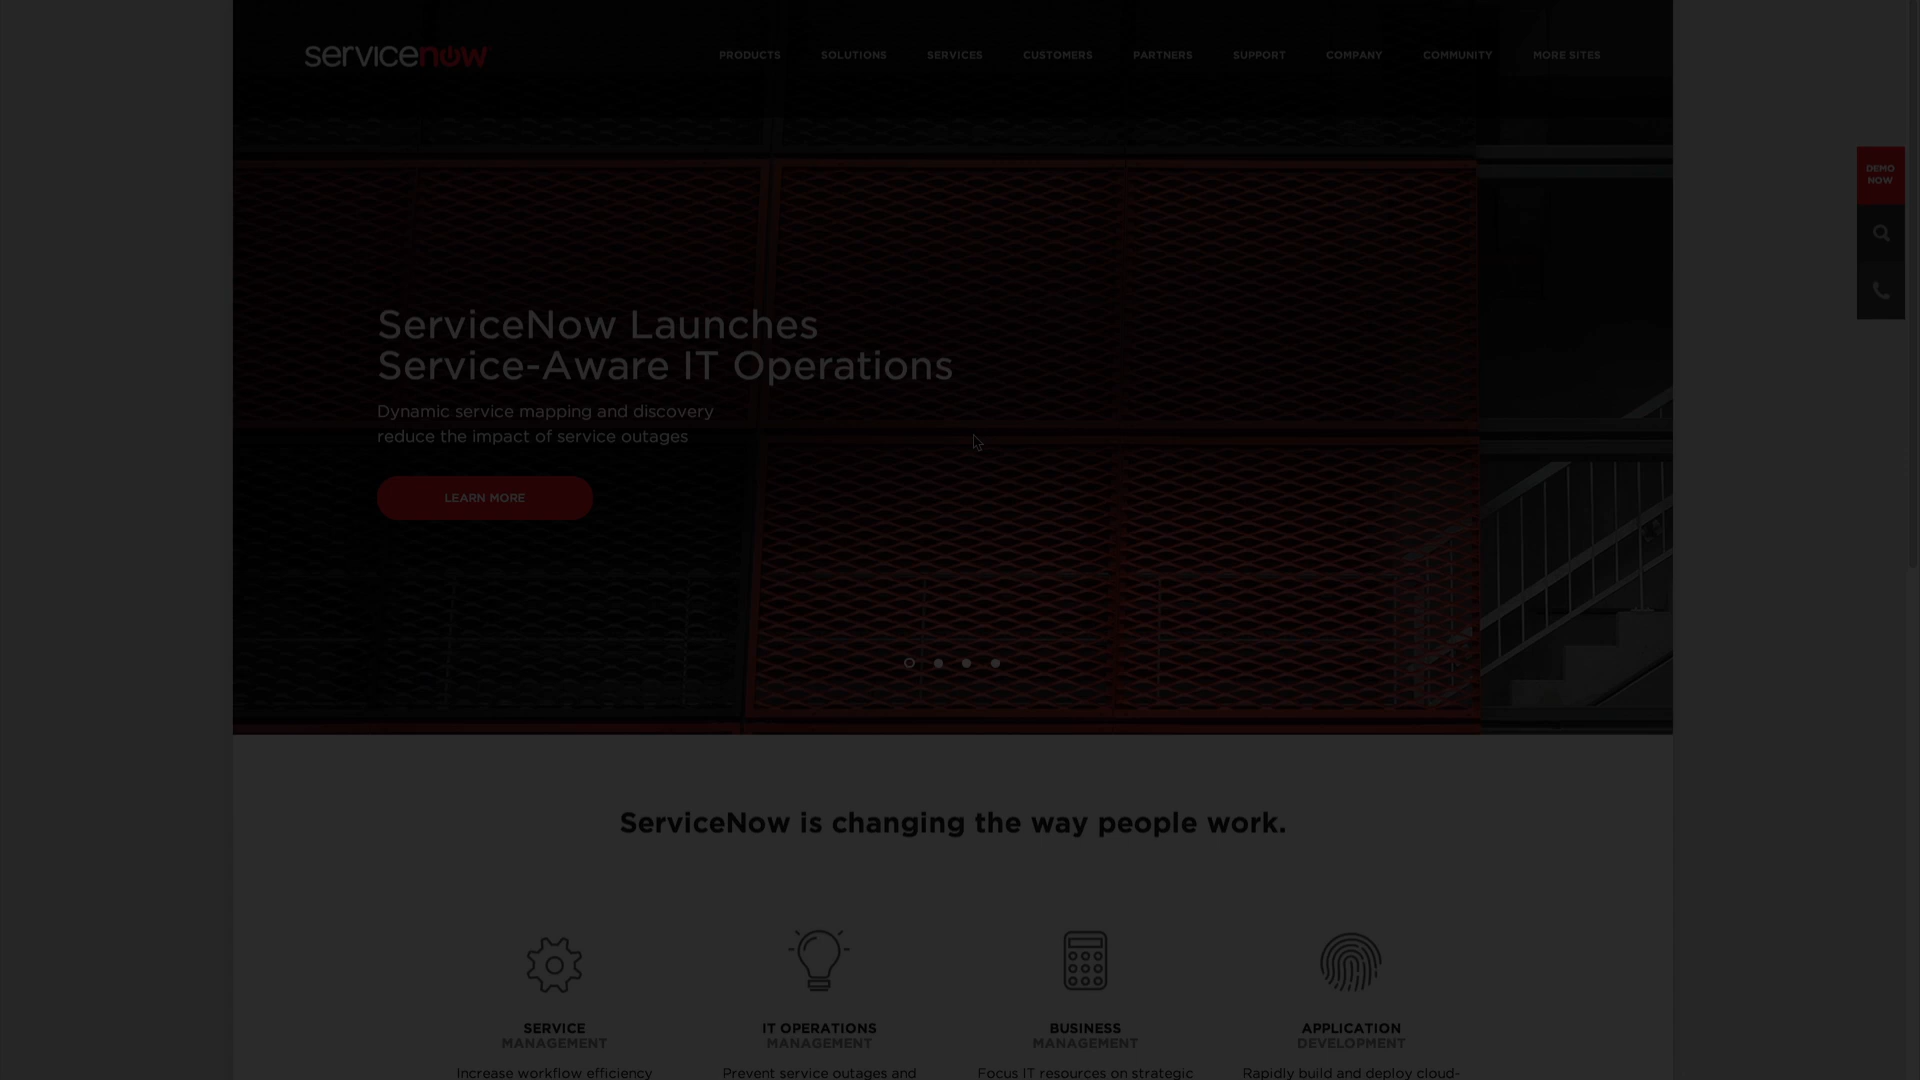 servicenow
PRODUCTS SOLUTIONS SERVICES CUSTOMERS PARTNERS SUPPORT COMPANY COMMUNITY MORE SITES
DEMO
NOW
ServiceNow Launches
Service-Aware IT Operations
Dynamic service mapping and discovery
reduce the impact of service outages
LEARN MORE
ServiceNow is changing the way people work.
SERVICE
MANAGEMENT
Increase workflow efficiency
IT OPERATIONS
MANAGEMENT
Prevent service outages and
BUSINESS
MANAGEMENT
Focus IT resources on strategic
APPLICATION
DEVELOPMENT
Rapidly build and deploy cloud-